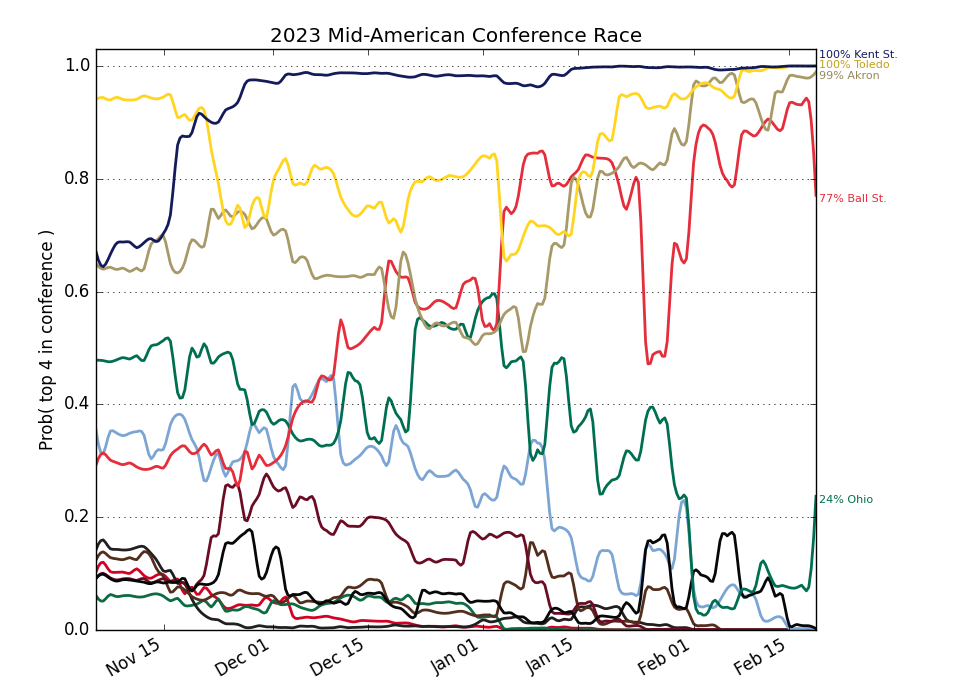 2023 Mid-American Conference Race
Prob( top 4 in conference )
1.0
0.8
0.6
0.4
0.2
0.0
Nov 15
Dec 01
Dec 15
Jan 01
Jan 15
Feb 01
Feb 15
100% Kent St.
100% Toledo
99% Akron
77% Ball St.
24% Ohio